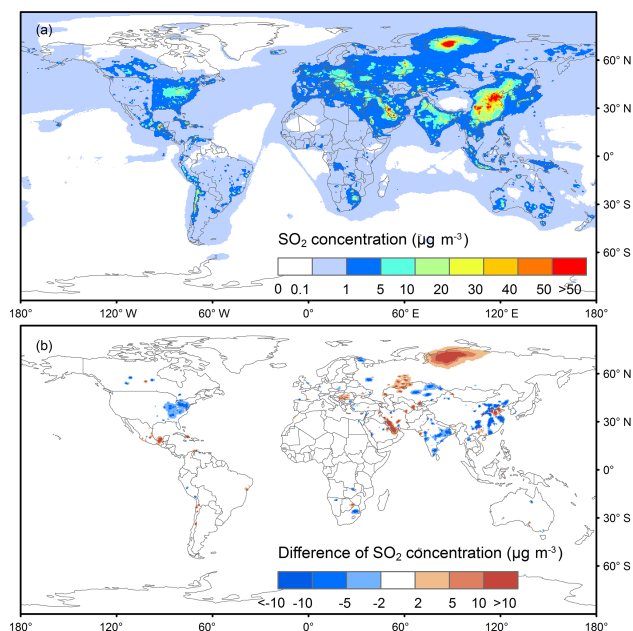 (a)
60° N
30° N
0°
30° S
60° S
SO₂ concentration (µg m⁻³)
0 0.1 1 5 10 20 30 40 50 >50
180° 120° W 60° W 0° 60° E 120° E 180°
(b)
60° N
30° N
0°
30° S
60° S
Difference of SO₂ concentration (µg m⁻³)
<-10 -10 -5 -2 2 5 10 >10
180° 120° W 60° W 0° 60° E 120° E 180°